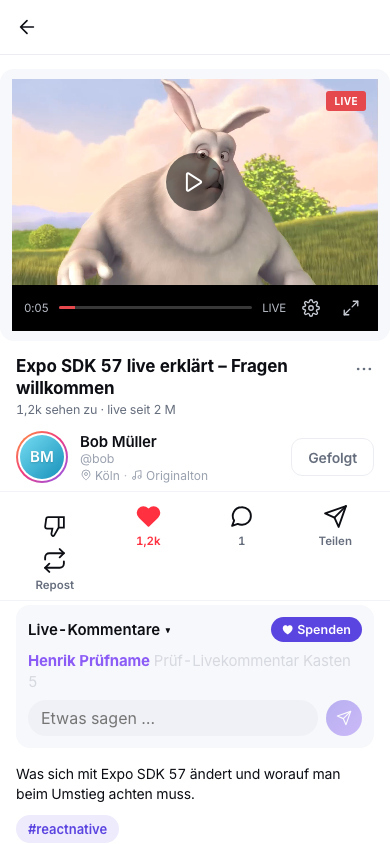 LIVE
0:05
LIVE
Expo SDK 57 live erklärt – Fragen
willkommen
1,2k sehen zu · live seit 2 M
BM
Bob Müller
@bob
Köln · Originalton
Gefolgt
1,2k
1
Teilen
Repost
Live-Kommentare ▾
Spenden
Henrik Prüfname Prüf-Livekommentar Kasten
5
Etwas sagen ...
Was sich mit Expo SDK 57 ändert und worauf man
beim Umstieg achten muss.
#reactnative